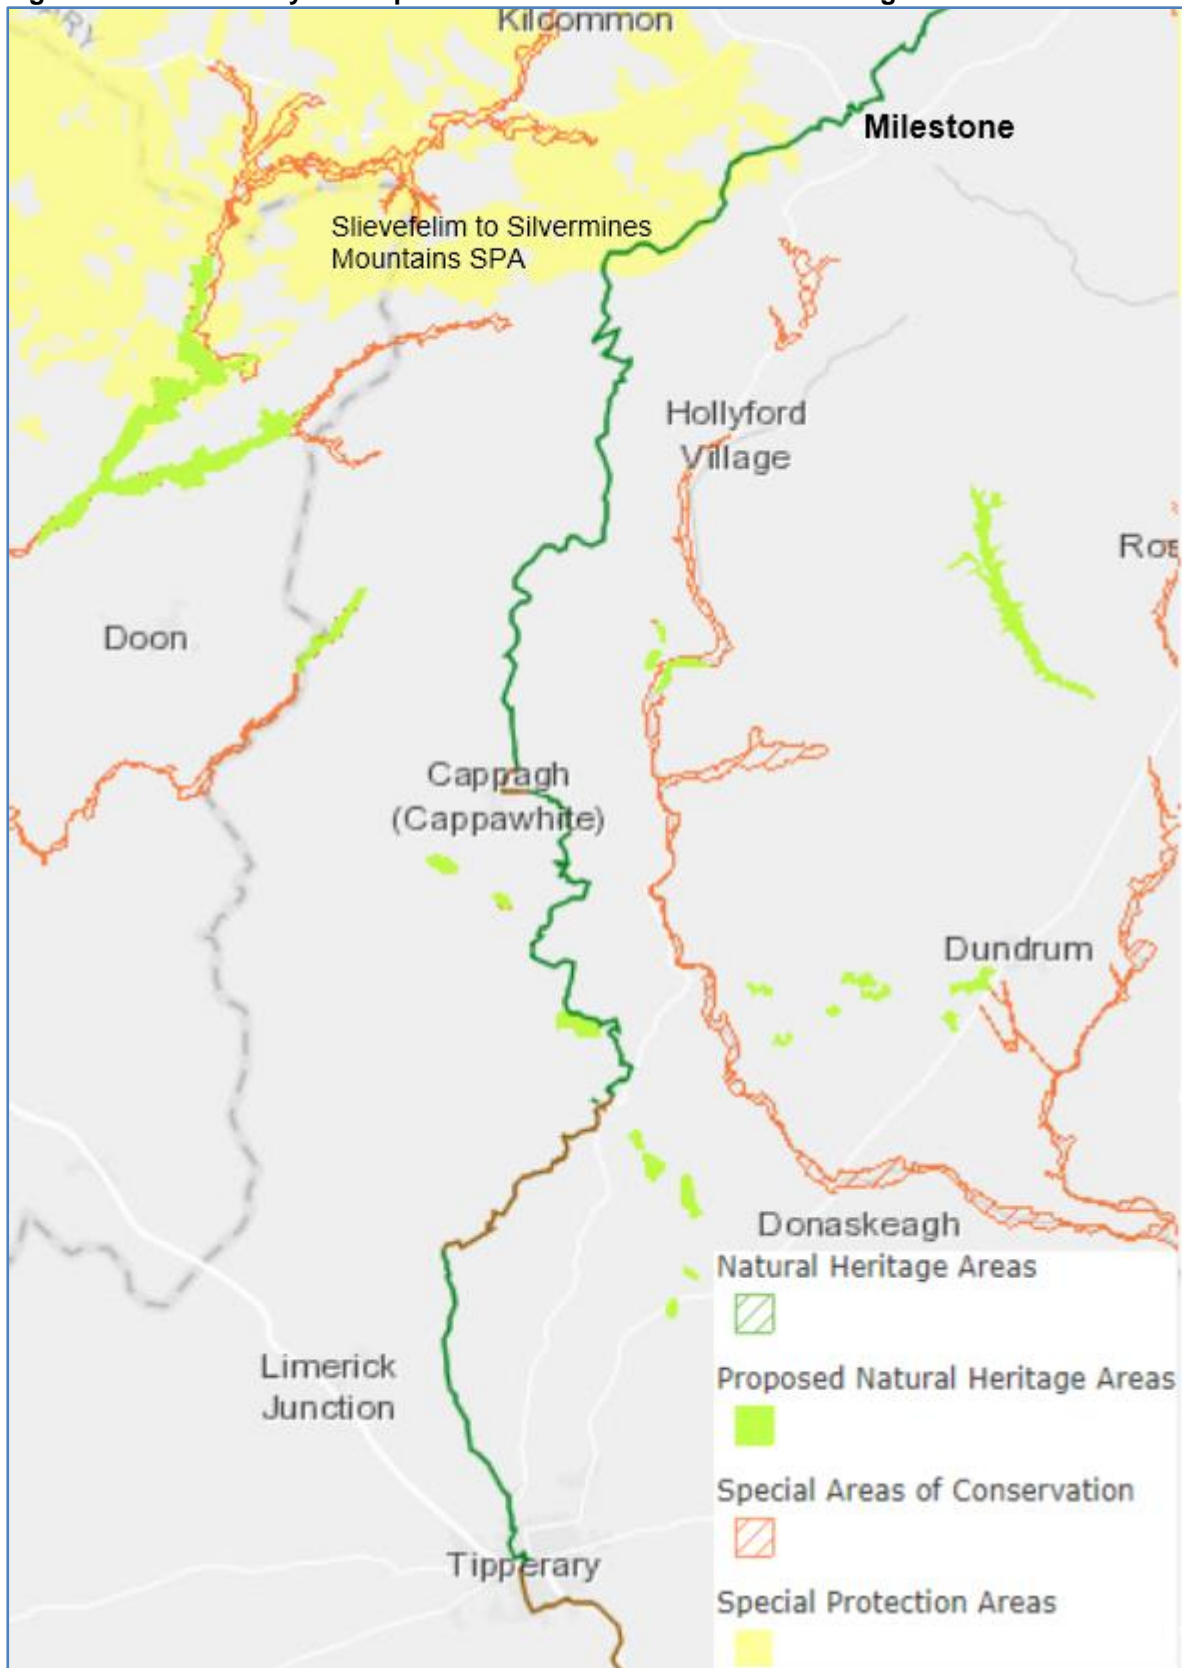 Kilcommon
Milestone
Slievefelim to Silvermines
Mountains SPA
Hollyford
Village
Doon
Cappagh
(Cappawhite)
Dundrum
Donaskeagh
Natural Heritage Areas
Proposed Natural Heritage Areas
Special Areas of Conservation
Special Protection Areas
Limerick
Junction
Tipperary